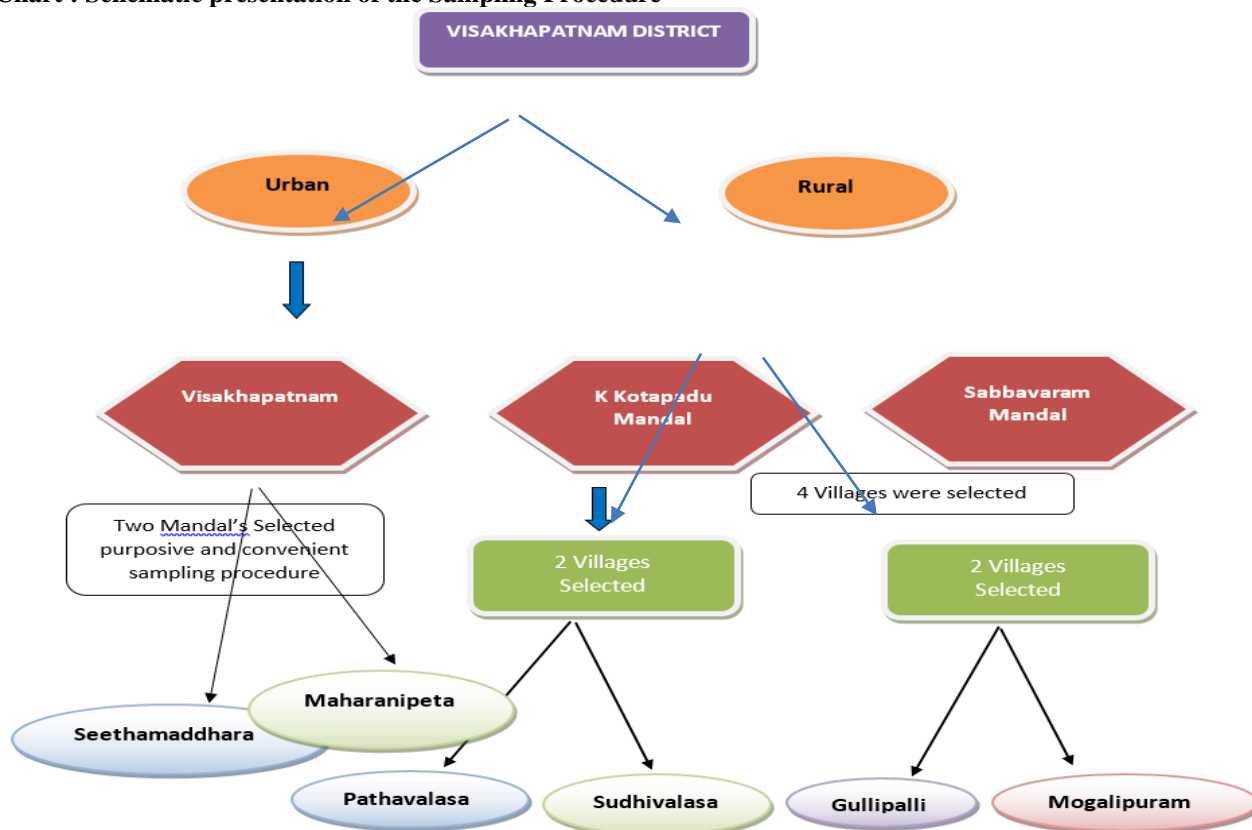 Chart : Schematic presentation of the Sampling Procedure
VISAKHAPATNAM DISTRICT
Urban
Rural
Visakhapatnam
K Kotapadu
Mandal
Sabbavaram
Mandal
4 Villages were selected
Two Mandal's Selected
purposive and convenient
sampling procedure
2 Villages
Selected
2 Villages
Selected
Maharanipeta
Seethamaddhara
Pathavalasa
Sudhivalasa
Gullipalli
Mogalipuram